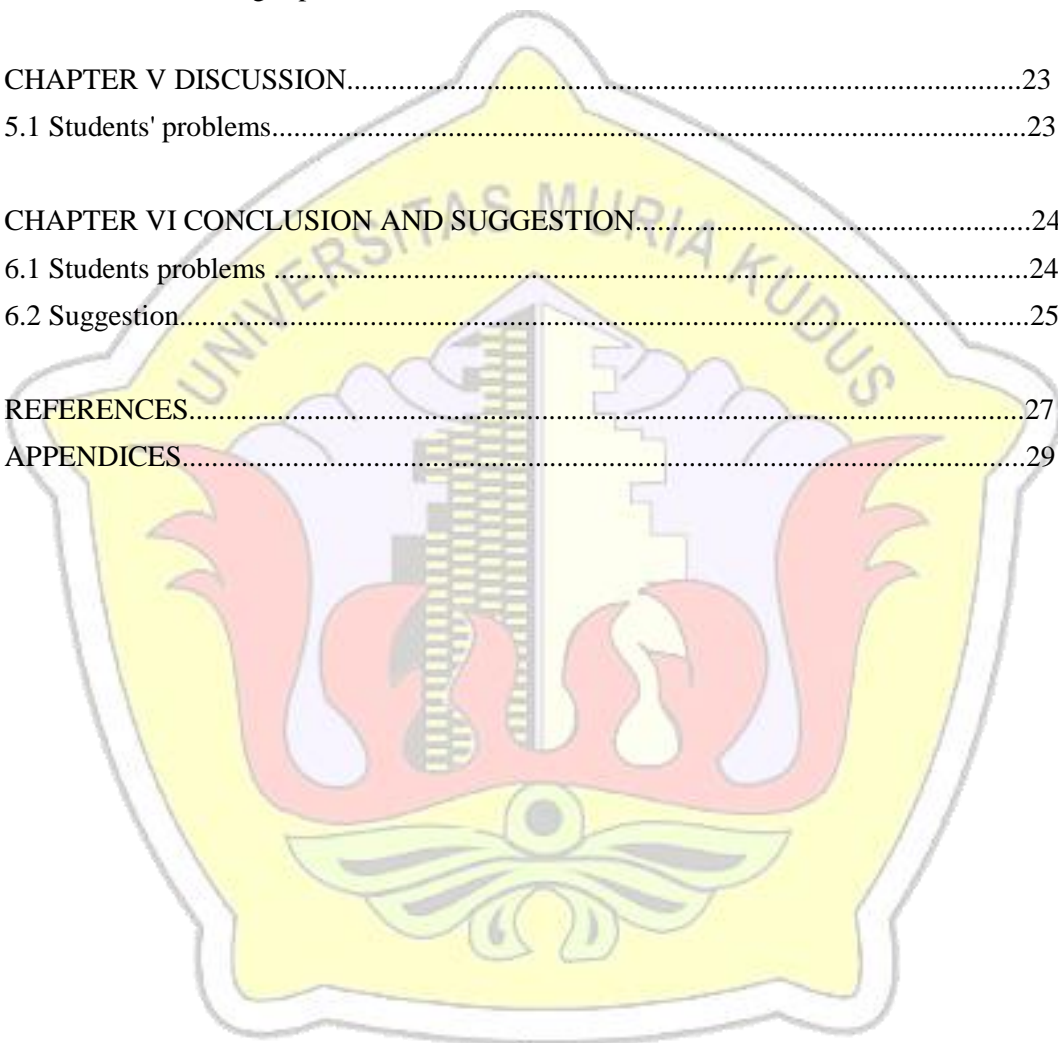 CHAPTER V DISCUSSION..........................................................................................23
5.1 Students' problems........................................................................................................23
CHAPTER VI CONCLUSION AND SUGGESTION.....................................................24
6.1 Students problems ........................................................................................................24
6.2 Suggestion.....................................................................................................................25
REFERENCES....................................................................................................................27
APPENDICES.....................................................................................................................29
UNIVERSITAS MURIA KUDUS